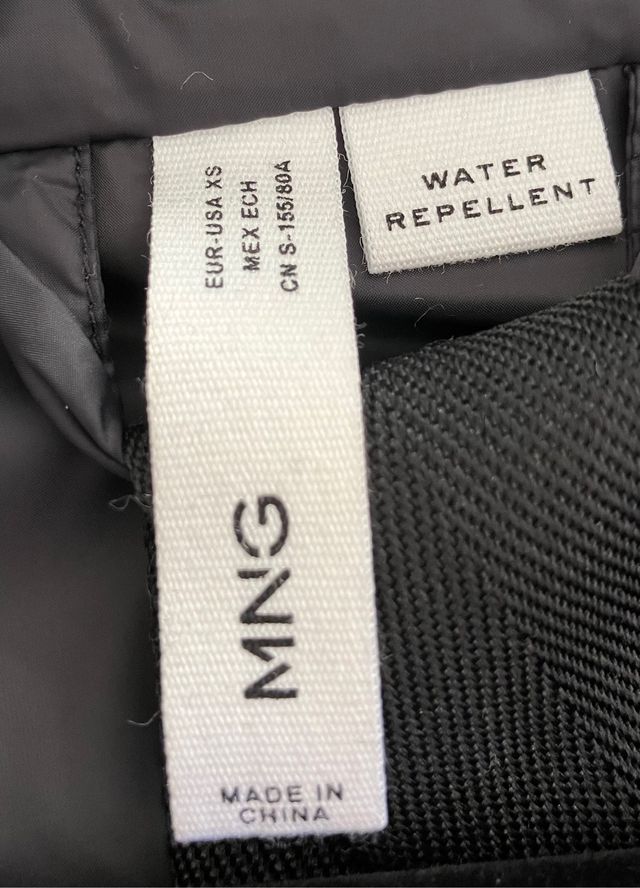 EUR-USA XS
MEX ECH
CN S-155/80A
MNG
MADE IN
CHINA
WATER
REPELLENT